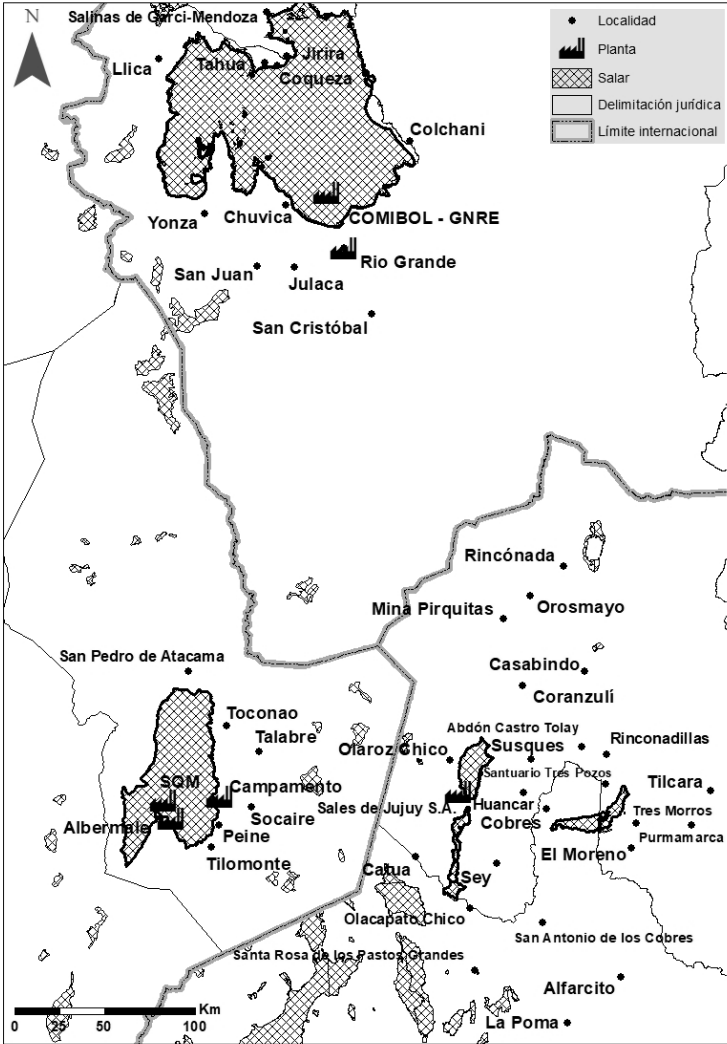 N
Salinas de Garci-Mendoza
Localidad
Planta
Salar
Delimitación jurídica
Límite internacional
Llica
Tahua
Jirira
Coqueza
Colchani
Yonza
Chuvica
COMIBOL - GNRE
Rio Grande
San Juan
Julaca
San Cristóbal
Rincónada
Orosmayo
Mina Pirquitas
San Pedro de Atacama
Casabindo
Coranzulí
Toconao
Talabre
Abdón Castro Tolay
Olaroz Chico
Susques
Rinconadillas
Santuario Tres Pozos
SQM
Campamento
Tilcara
Sales de Jujuy S.A.
Huancar
Socaire
Cobres
Tres Morros
Albermale
Peine
Purmamarca
Tilomonte
El Moreno
Catua
Sey
Olacapato Chico
San Antonio de los Cobres
Santa Rosa de los Pastos Grandes
Alfarcito
La Poma
Km
0 25 50 100